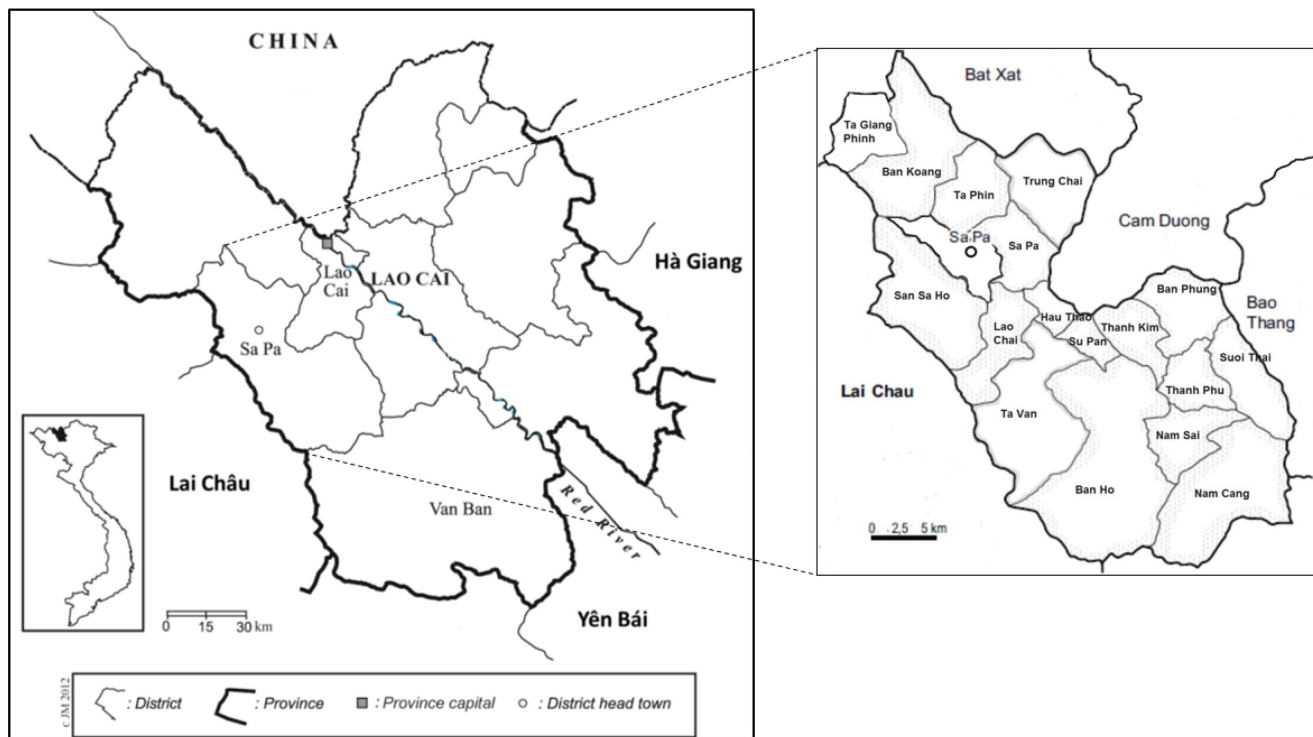 CHINA
Hà Giang
Lao
Cai
LAO CAI
Sa Pa
Lai Châu
Van Ban
Red River
Yên Bái
0 15 30 km
: District
: Province
: Province capital
: District head town
c JM 2012
Bat Xat
Ta Giang
Phinh
Ban Koang
Ta Phin
Trung Chai
Cam Duong
Sa Pa
Sa Pa
San Sa Ho
Ban Phung
Bao
Thang
Lao
Chai
Hau Thao
Thanh Kim
Su Pan
Suoi Thai
Lai Chau
Thanh Phu
Ta Van
Nam Sai
Ban Ho
Nam Cang
0 2,5 5 km